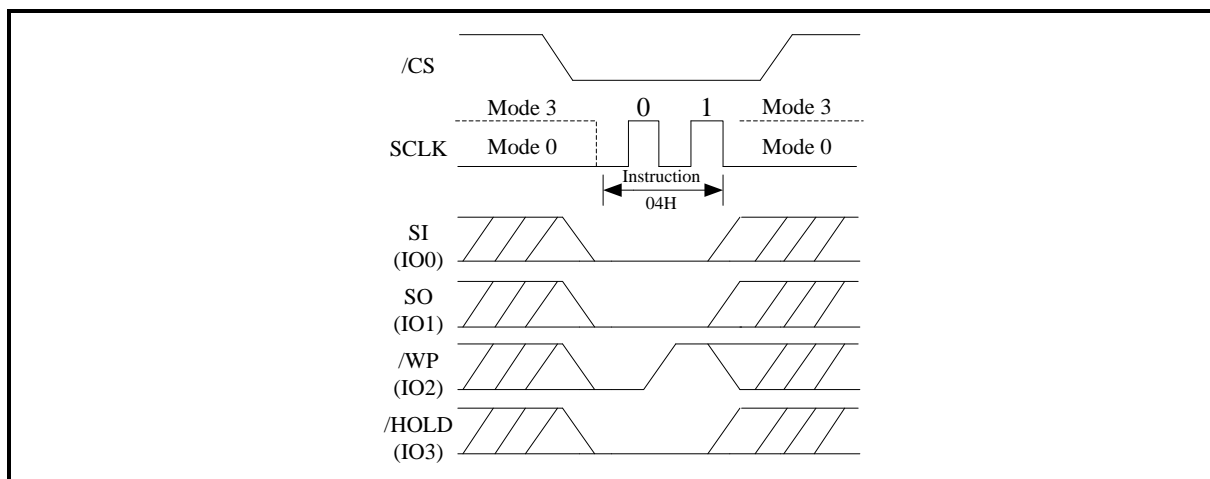 /CS
Mode 3 0 1 Mode 3
SCLK Mode 0 Mode 0
Instruction
04H
SI
(IO0)
SO
(IO1)
/WP
(IO2)
/HOLD
(IO3)